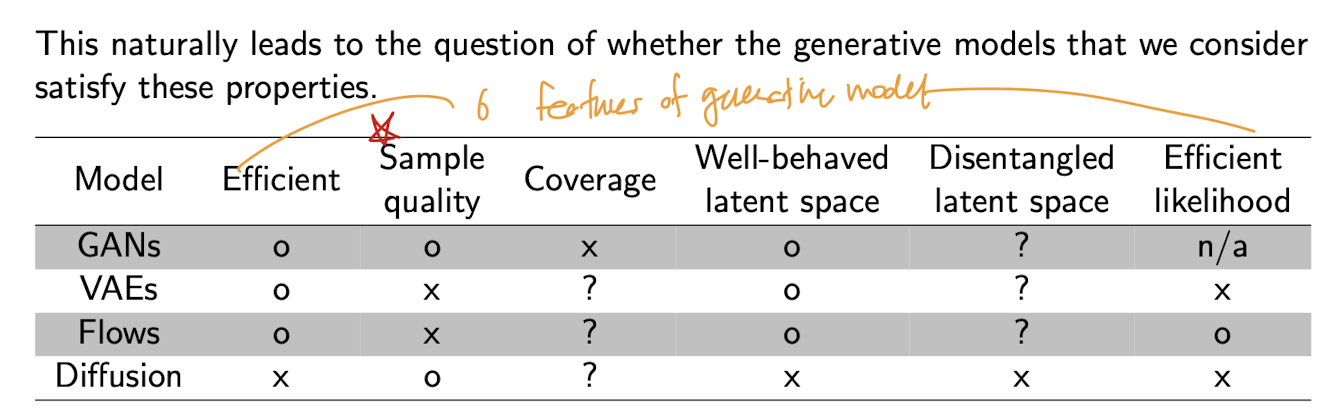 This naturally leads to the question of whether the generative models that we consider
satisfy these properties.
6 features of generative model
Model Efficient Sample quality Coverage Well-behaved latent space Disentangled latent space Efficient likelihood
GANs o o x o ? n/a
VAEs o x ? o ? x
Flows o x ? o ? o
Diffusion x o ? x x x